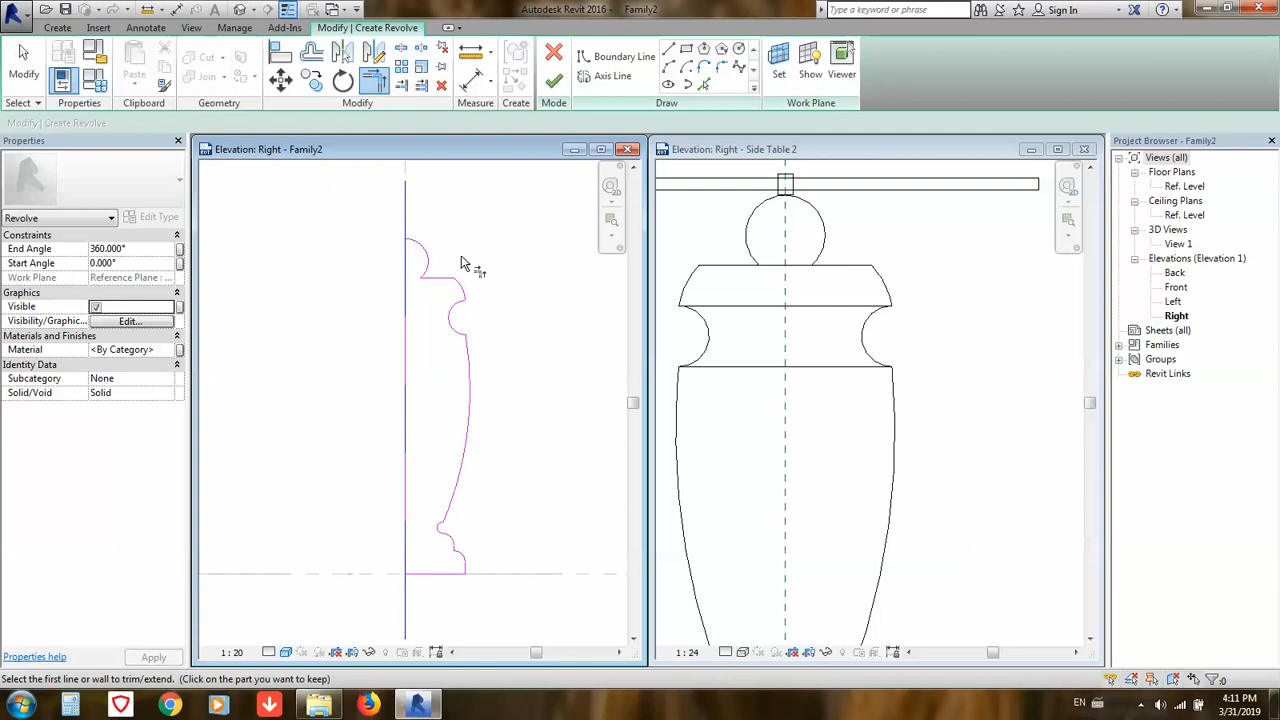 Autodesk Revit 2016 - Family2
Type a keyword or phrase
Sign In
Create
Insert
Annotate
View
Manage
Add-Ins
Modify | Create Revolve
Modify
Paste
Cut
Join
Boundary Line
Axis Line
Set
Show
Viewer
Select
Properties
Clipboard
Geometry
Modify
Measure
Create
Mode
Draw
Work Plane
Modify | Create Revolve
Properties
Revolve
Edit Type
Constraints
End Angle
360.000°
Start Angle
0.000°
Work Plane
Reference Plane : ...
Graphics
Visible
Visibility/Graphic...
Edit...
Materials and Finishes
Material
<By Category>
Identity Data
Subcategory
None
Solid/Void
Solid
Properties help
Apply
Elevation: Right - Family2
1 : 20
Elevation: Right - Side Table 2
1 : 24
Project Browser - Family2
Views (all)
Floor Plans
Ref. Level
Ceiling Plans
Ref. Level
3D Views
View 1
Elevations (Elevation 1)
Back
Front
Left
Right
Sheets (all)
Families
Groups
Revit Links
Select the first line or wall to trim/extend. (Click on the part you want to keep)
:0
EN
4:11 PM
3/31/2019